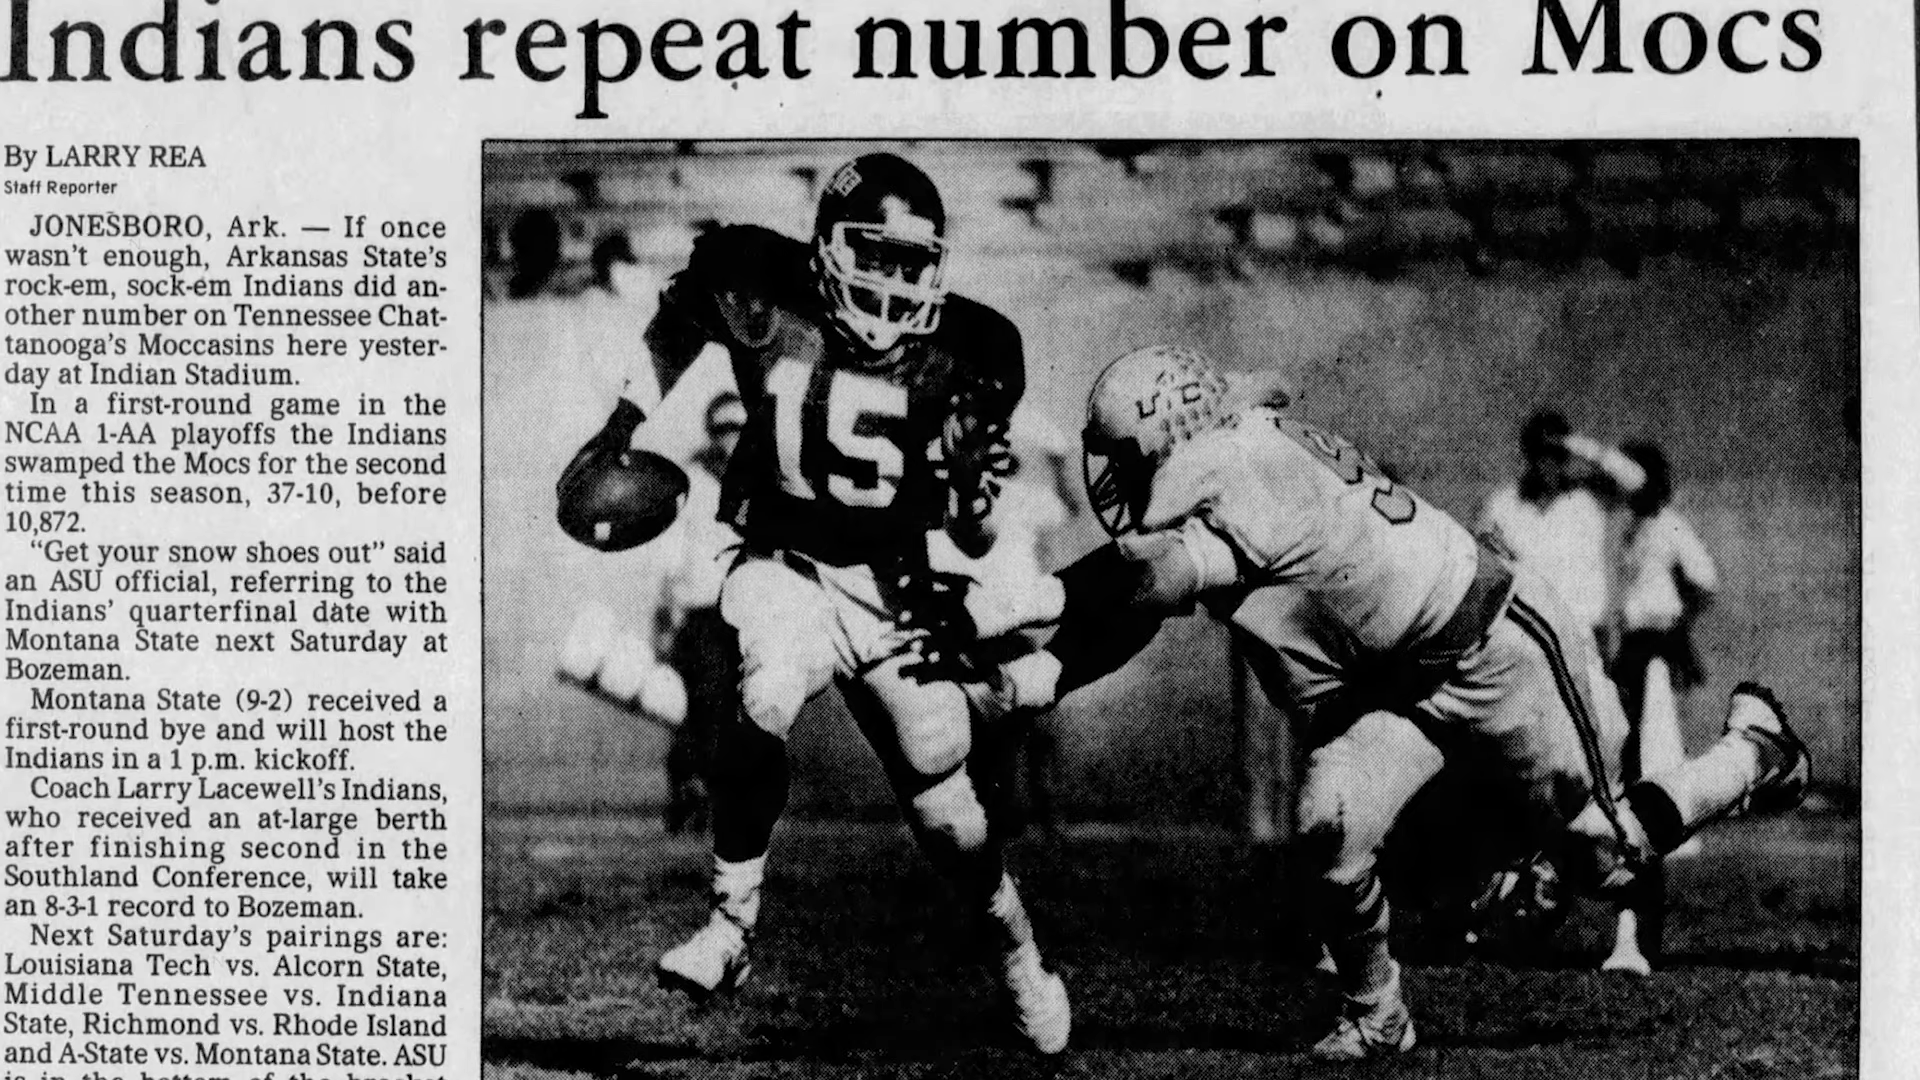 Indians repeat number on Mocs
By LARRY REA
Staff Reporter
JONESBORO, Ark. — If once
wasn't enough, Arkansas State's
rock-em, sock-em Indians did an-
other number on Tennessee Chat-
tanooga's Moccasins here yester-
day at Indian Stadium.
In a first-round game in the
NCAA 1-AA playoffs the Indians
swamped the Mocs for the second
time this season, 37-10, before
10,872.
“Get your snow shoes out” said
an ASU official, referring to the
Indians' quarterfinal date with
Montana State next Saturday at
Bozeman.
Montana State (9-2) received a
first-round bye and will host the
Indians in a 1 p.m. kickoff.
Coach Larry Lacewell's Indians,
who received an at-large berth
after finishing second in the
Southland Conference, will take
an 8-3-1 record to Bozeman.
Next Saturday's pairings are:
Louisiana Tech vs. Alcorn State,
Middle Tennessee vs. Indiana
State, Richmond vs. Rhode Island
and A-State vs. Montana State. ASU
is in the bottom of the bracket
15